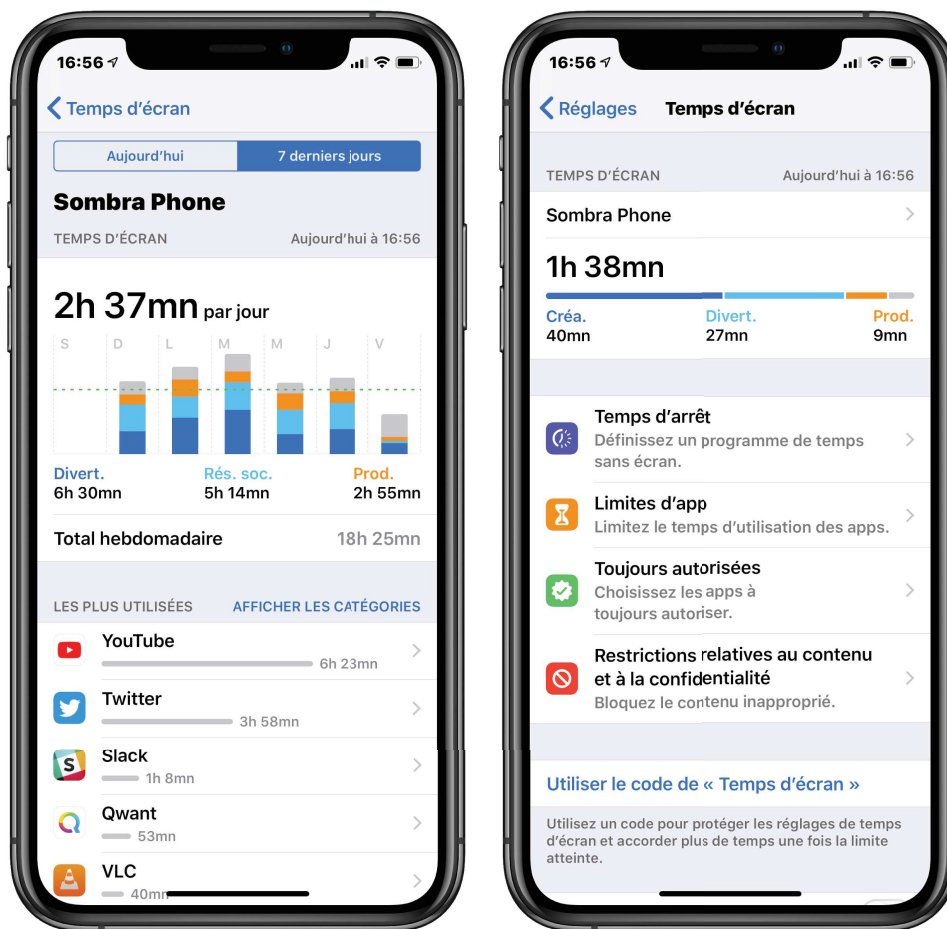 16:56
Temps d'écran
Aujourd'hui
7 derniers jours
Sombra Phone
TEMPS D'ÉCRAN
Aujourd'hui à 16:56
2h 37mn par jour
S D L M M J V
Divert.
6h 30mn
Rés. soc.
5h 14mn
Prod.
2h 55mn
Total hebdomadaire
18h 25mn
LES PLUS UTILISÉES
AFFICHER LES CATÉGORIES
YouTube
6h 23mn
Twitter
3h 58mn
Slack
1h 8mn
Qwant
53mn
VLC
40mn
16:56
Réglages
Temps d'écran
TEMPS D'ÉCRAN
Aujourd'hui à 16:56
Sombra Phone
1h 38mn
Créa.
40mn
Divert.
27mn
Prod.
9mn
Temps d'arrêt
Définissez un programme de temps
sans écran.
Limites d'app
Limitez le temps d'utilisation des apps.
Toujours autorisées
Choisissez les apps à
toujours autoriser.
Restrictions relatives au contenu
et à la confidentialité
Bloquez le contenu inapproprié.
Utiliser le code de « Temps d'écran »
Utilisez un code pour protéger les réglages de temps
d'écran et accorder plus de temps une fois la limite
atteinte.